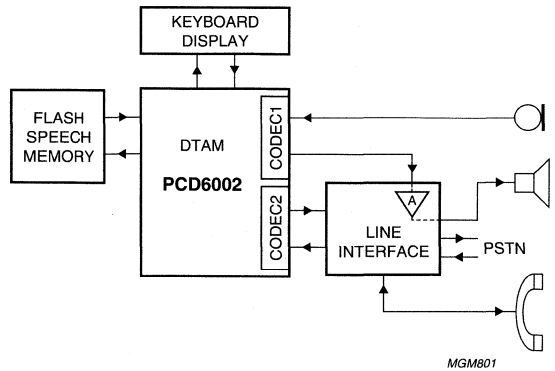 KEYBOARD
DISPLAY
FLASH
SPEECH
MEMORY
DTAM
PCD6002
CODEC1
CODEC2
A
LINE
INTERFACE
PSTN
MGM801